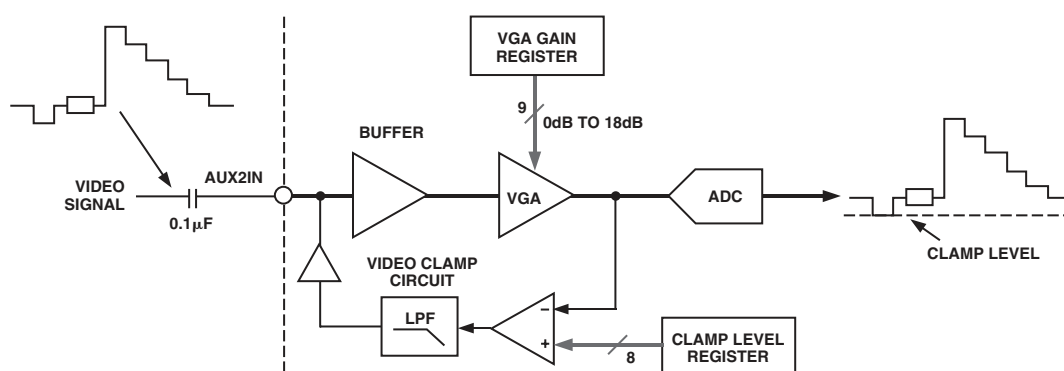 VGA GAIN
REGISTER
9
0dB TO 18dB
BUFFER
AUX2IN
VIDEO
SIGNAL
0.1μF
VGA
ADC
CLAMP LEVEL
VIDEO CLAMP
CIRCUIT
LPF
–
+
8
CLAMP LEVEL
REGISTER